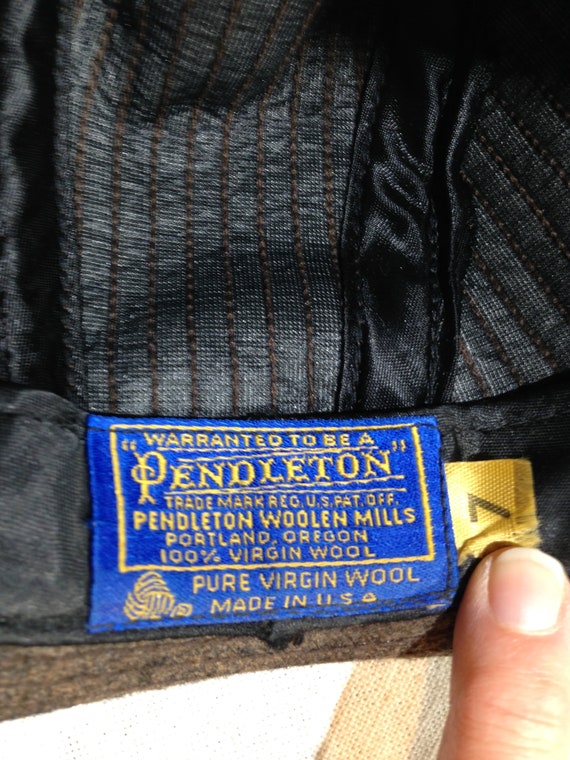 WARRANTED TO BE A
"PENDLETON"
TRADE MARK REG. U.S. PAT. OFF.
PENDLETON WOOLEN MILLS
PORTLAND, OREGON
100% VIRGIN WOOL
PURE VIRGIN WOOL
MADE IN U.S.A
7